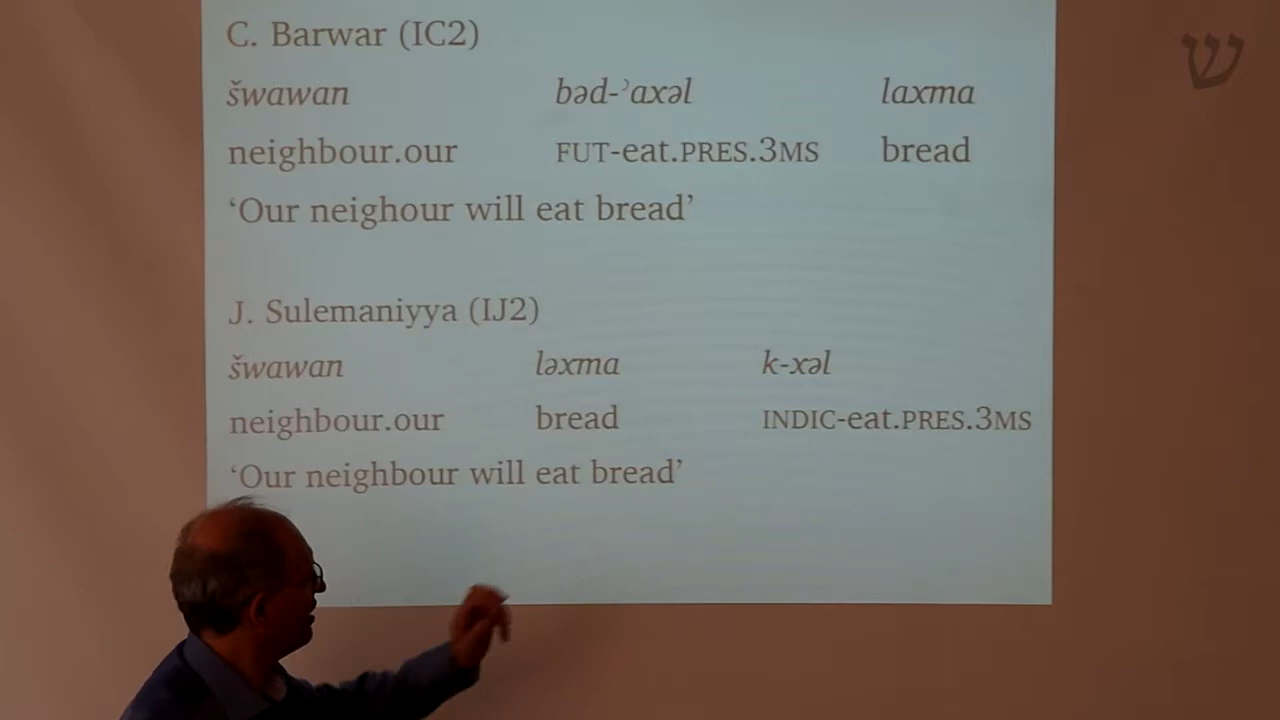 C. Barwar (IC2)
šwawan bəd-ʾaxəl laxma
neighbour.our FUT-eat.PRES.3MS bread
‘Our neighour will eat bread’
J. Sulemaniyya (IJ2)
šwawan ləxma k-xəl
neighbour.our bread INDIC-eat.PRES.3MS
‘Our neighbour will eat bread’
ש